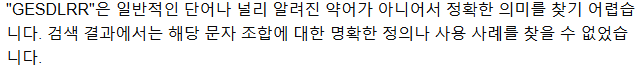 "GESDLRR"은 일반적인 단어나 널리 알려진 약어가 아니어서 정확한 의미를 찾기 어렵습
니다. 검색 결과에서는 해당 문자 조합에 대한 명확한 정의나 사용 사례를 찾을 수 없었습
니다.